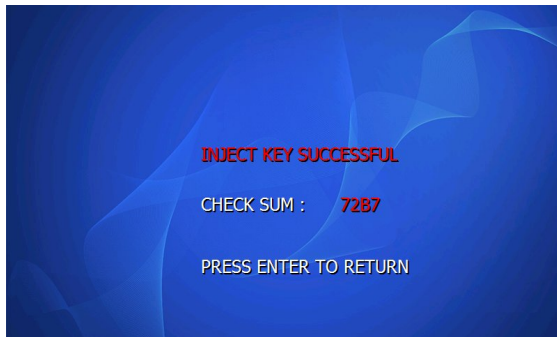 INJECT KEY SUCCESSFUL
CHECK SUM : 72B7
PRESS ENTER TO RETURN